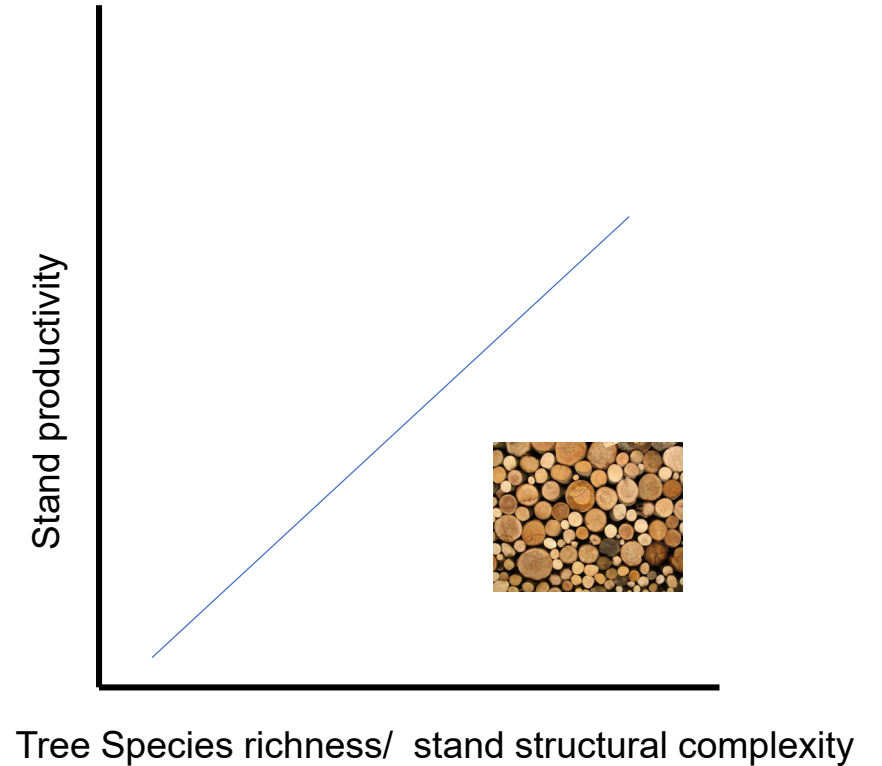 Stand productivity
Tree Species richness/  stand structural complexity